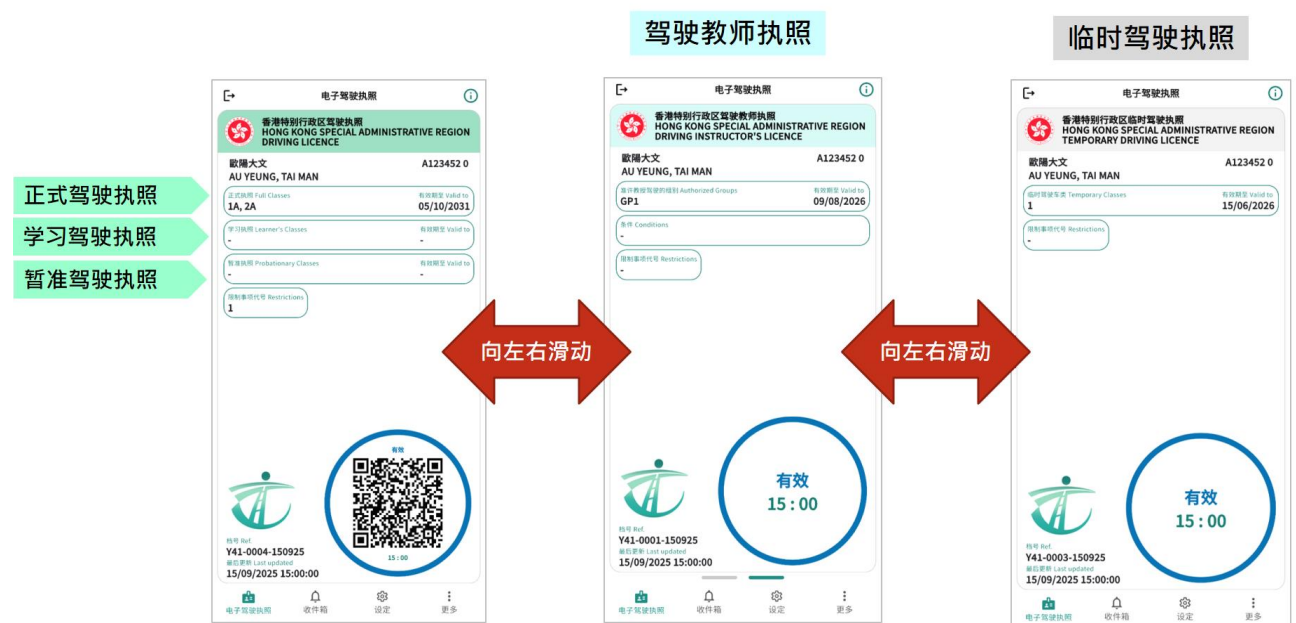 驾驶教师执照
临时驾驶执照
正式驾驶执照
学习驾驶执照
暂准驾驶执照
电子驾驶执照
香港特别行政区驾驶执照
HONG KONG SPECIAL ADMINISTRATIVE REGION
DRIVING LICENCE
歐陽大文 A123452 0
AU YEUNG, TAI MAN
正式执照 Full Classes 有效期至 Valid to
1A, 2A 05/10/2031
学习执照 Learner's Classes 有效期至 Valid to
- -
暂准执照 Probationary Classes 有效期至 Valid to
- -
限制事项代号 Restrictions
1
有效
15:00
档号 Ref.
Y41-0004-150925
最后更新 Last updated
15/09/2025 15:00:00
电子驾驶执照 收件箱 设定 更多
向左右滑动
电子驾驶执照
香港特别行政区驾驶教师执照
HONG KONG SPECIAL ADMINISTRATIVE REGION
DRIVING INSTRUCTOR'S LICENCE
歐陽大文 A123452 0
AU YEUNG, TAI MAN
准许教授驾驶的组别 Authorized Groups 有效期至 Valid to
GP1 09/08/2026
条件 Conditions
-
限制事项代号 Restrictions
-
有效
15:00
档号 Ref.
Y41-0001-150925
最后更新 Last updated
15/09/2025 15:00:00
电子驾驶执照 收件箱 设定 更多
向左右滑动
电子驾驶执照
香港特别行政区临时驾驶执照
HONG KONG SPECIAL ADMINISTRATIVE REGION
TEMPORARY DRIVING LICENCE
歐陽大文 A123452 0
AU YEUNG, TAI MAN
临时驾驶车类 Temporary Classes 有效期至 Valid to
1 15/06/2026
限制事项代号 Restrictions
-
有效
15:00
档号 Ref.
Y41-0003-150925
最后更新 Last updated
15/09/2025 15:00:00
电子驾驶执照 收件箱 设定 更多